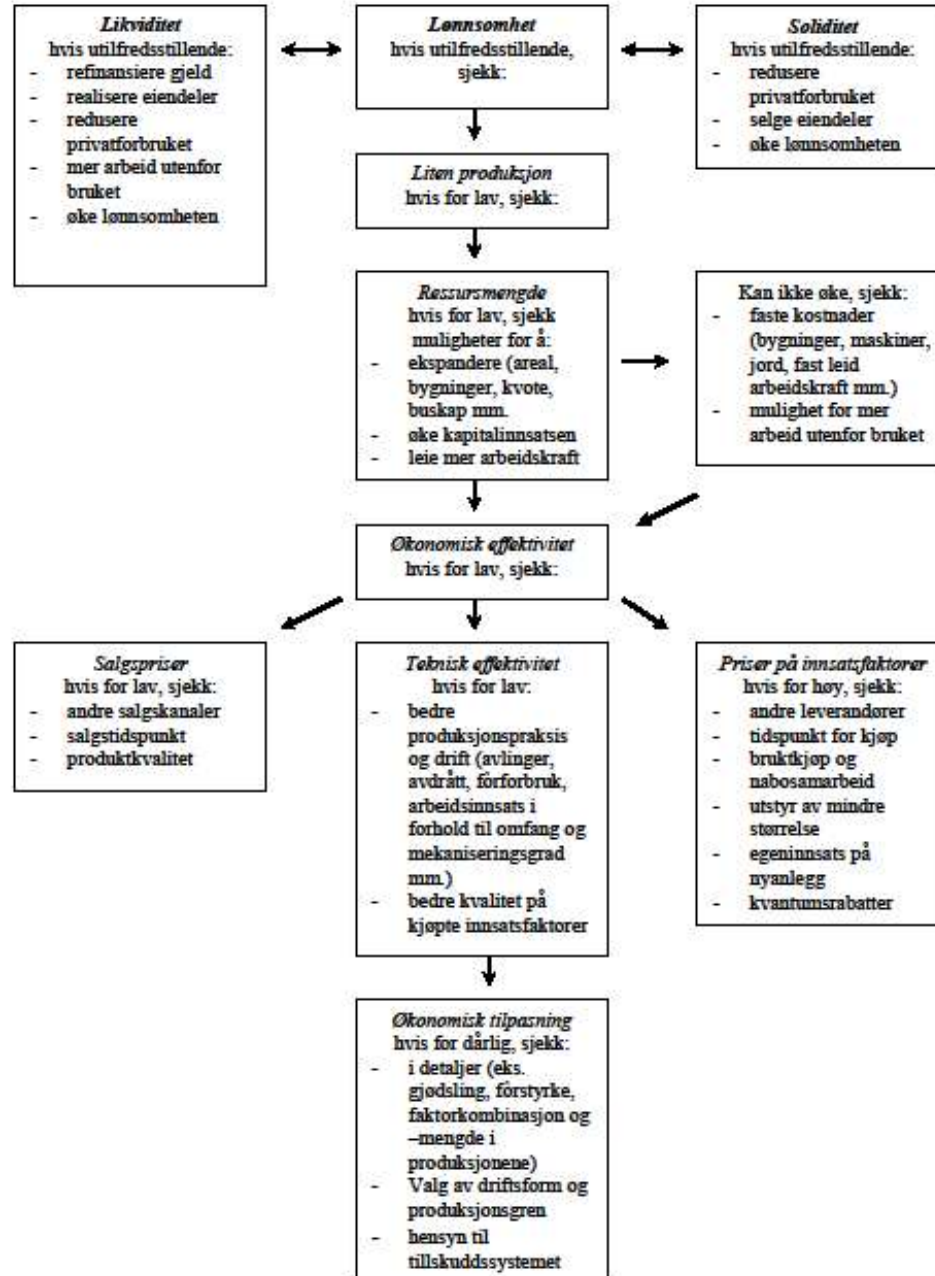 Likviditet
hvis utilfredsstillende:
- refinansiere gjeld
- realisere eiendeler
- redusere
privatforbruket
- mer arbeid utenfor
bruket
- øke lønnsomheten
Lønnsomhet
hvis utilfredsstillende,
sjekk:
Soliditet
hvis utilfredsstillende:
- redusere
privatforbruket
- selge eiendeler
- øke lønnsomheten
Liten produksjon
hvis for lav, sjekk:
Ressursmengde
hvis for lav, sjekk
muligheter for å:
- ekspandere (areal,
bygninger, kvote,
buskap mm.
- øke kapitalinnsatsen
- leie mer arbeidskraft
Kan ikke øke, sjekk:
- faste kostnader
(bygninger, maskiner,
jord, fast leid
arbeidskraft mm.)
- mulighet for mer
arbeid utenfor bruket
Økonomisk effektivitet
hvis for lav, sjekk:
Salgspriser
hvis for lav, sjekk:
- andre salgskanaler
- salgstidspunkt
- produktkvalitet
Teknisk effektivitet
hvis for lav:
- bedre
produksjonspraksis
og drift (avlinger,
avdrått, fôrforbruk,
arbeidsinnsats i
forhold til omfang og
mekaniseringsgrad
mm.)
- bedre kvalitet på
kjøpte innsatsfaktorer
Priser på innsatsfaktorer
hvis for høy, sjekk:
- andre leverandører
- tidspunkt for kjøp
- bruktkjøp og
nabosamarbeid
- utstyr av mindre
størrelse
- egeninnsats på
nyanlegg
- kvantumsrabatter
Økonomisk tilpasning
hvis for dårlig, sjekk:
- i detaljer (eks.
gjødsling, fôrstyrke,
faktorkombinasjon og
–mengde i
produksjonene)
- Valg av driftsform og
produksjonsgren
- hensyn til
tillskuddssystemet